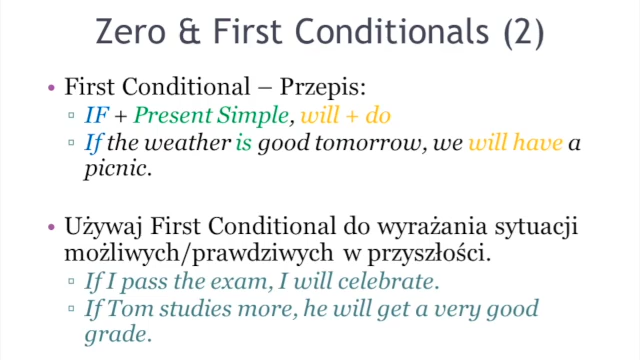 Zero & First Conditionals (2)
• First Conditional – Przepis:
▫ IF + Present Simple, will + do
▫ If the weather is good tomorrow, we will have a
picnic.
• Używaj First Conditional do wyrażania sytuacji
możliwych/prawdziwych w przyszłości.
▫ If I pass the exam, I will celebrate.
▫ If Tom studies more, he will get a very good
grade.